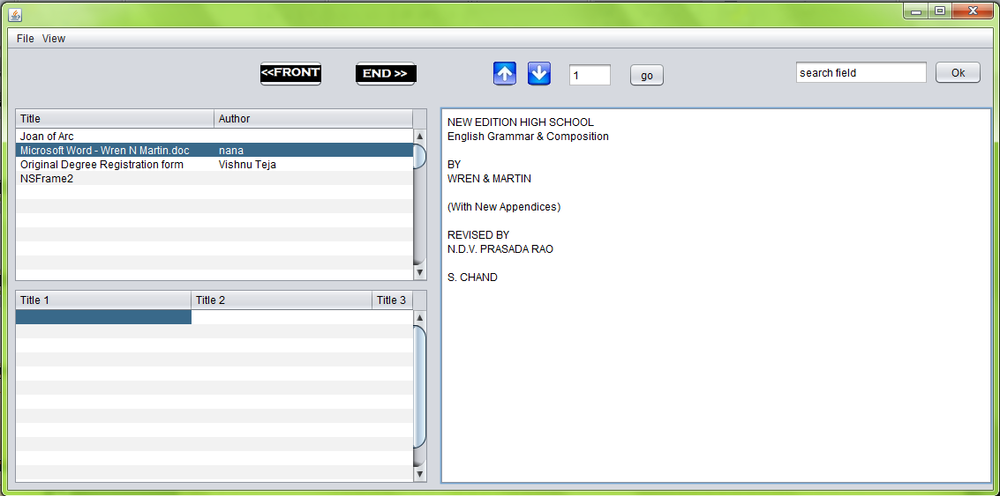 File View
<<FRONT END >> 1 go search field Ok
Title Author
Joan of Arc
Microsoft Word - Wren N Martin.doc nana
Original Degree Registration form Vishnu Teja
NSFrame2
Title 1 Title 2 Title 3
NEW EDITION HIGH SCHOOL
English Grammar & Composition
BY
WREN & MARTIN
(With New Appendices)
REVISED BY
N.D.V. PRASADA RAO
S. CHAND